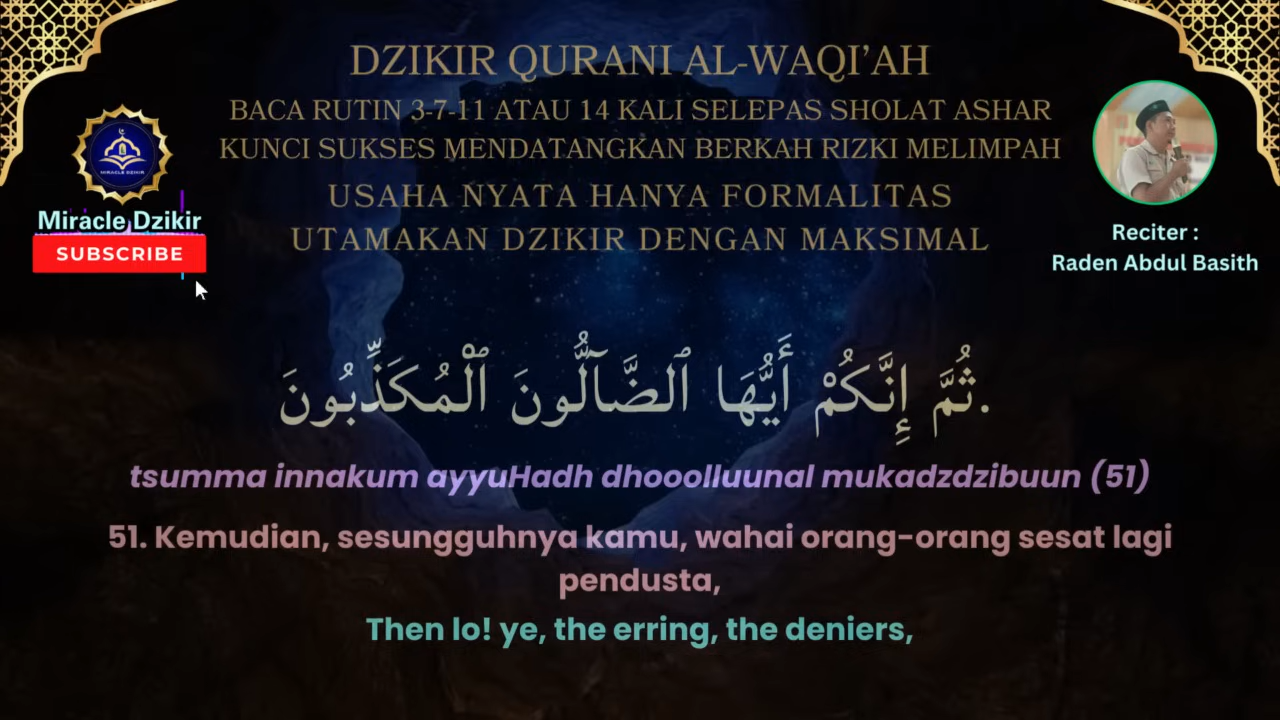 DZIKIR QURANI AL-WAQI'AH
BACA RUTIN 3-7-11 ATAU 14 KALI SELEPAS SHOLAT ASHAR
KUNCI SUKSES MENDATANGKAN BERKAH RIZKI MELIMPAH
USAHA NYATA HANYA FORMALITAS
UTAMAKAN DZIKIR DENGAN MAKSIMAL
MIRACLE DZIKIR
Miracle Dzikir
SUBSCRIBE
Reciter :
Raden Abdul Basith
ثُمَّ إِنَّكُمْ أَيُّهَا ٱلضَّآلُّونَ ٱلْمُكَذِّبُونَ.
tsumma innakum ayyuHadh dhooolluunal mukadzdzibuun (51)
51. Kemudian, sesungguhnya kamu, wahai orang-orang sesat lagi
pendusta,
Then lo! ye, the erring, the deniers,